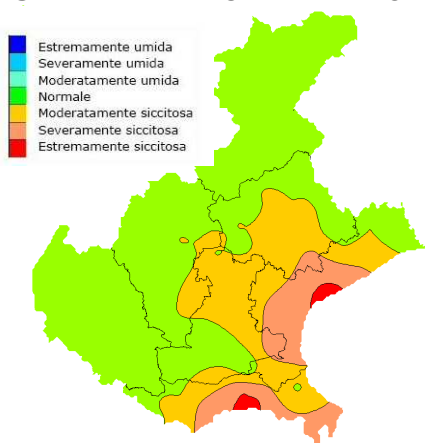 Estremamente umida
Severamente umida
Moderatamente umida
Normale
Moderatamente siccitosa
Severamente siccitosa
Estremamente siccitosa